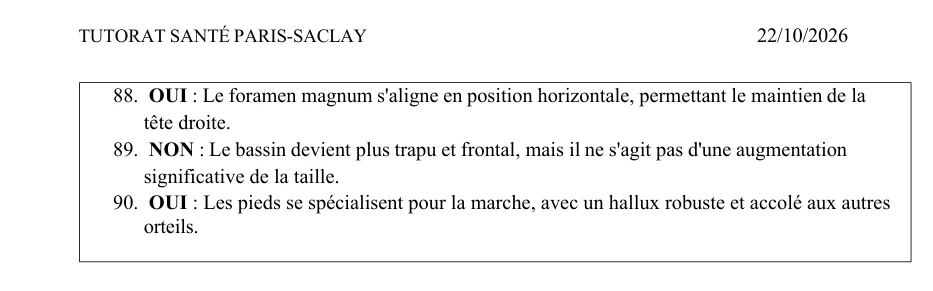 TUTORAT SANTÉ PARIS-SACLAY 22/10/2026
88. OUI : Le foramen magnum s'aligne en position horizontale, permettant le maintien de la
tête droite.
89. NON : Le bassin devient plus trapu et frontal, mais il ne s'agit pas d'une augmentation
significative de la taille.
90. OUI : Les pieds se spécialisent pour la marche, avec un hallux robuste et accolé aux autres
orteils.